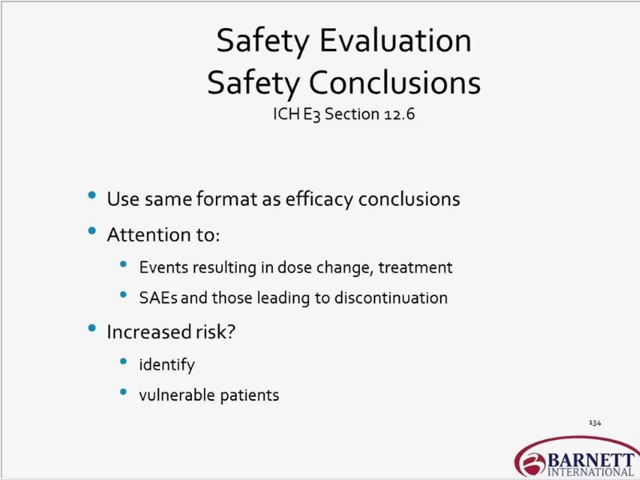 Safety Evaluation
Safety Conclusions
ICH E3 Section 12.6
• Use same format as efficacy conclusions
• Attention to:
• Events resulting in dose change, treatment
• SAEs and those leading to discontinuation
• Increased risk?
• identify
• vulnerable patients
134
BARNETT
INTERNATIONAL